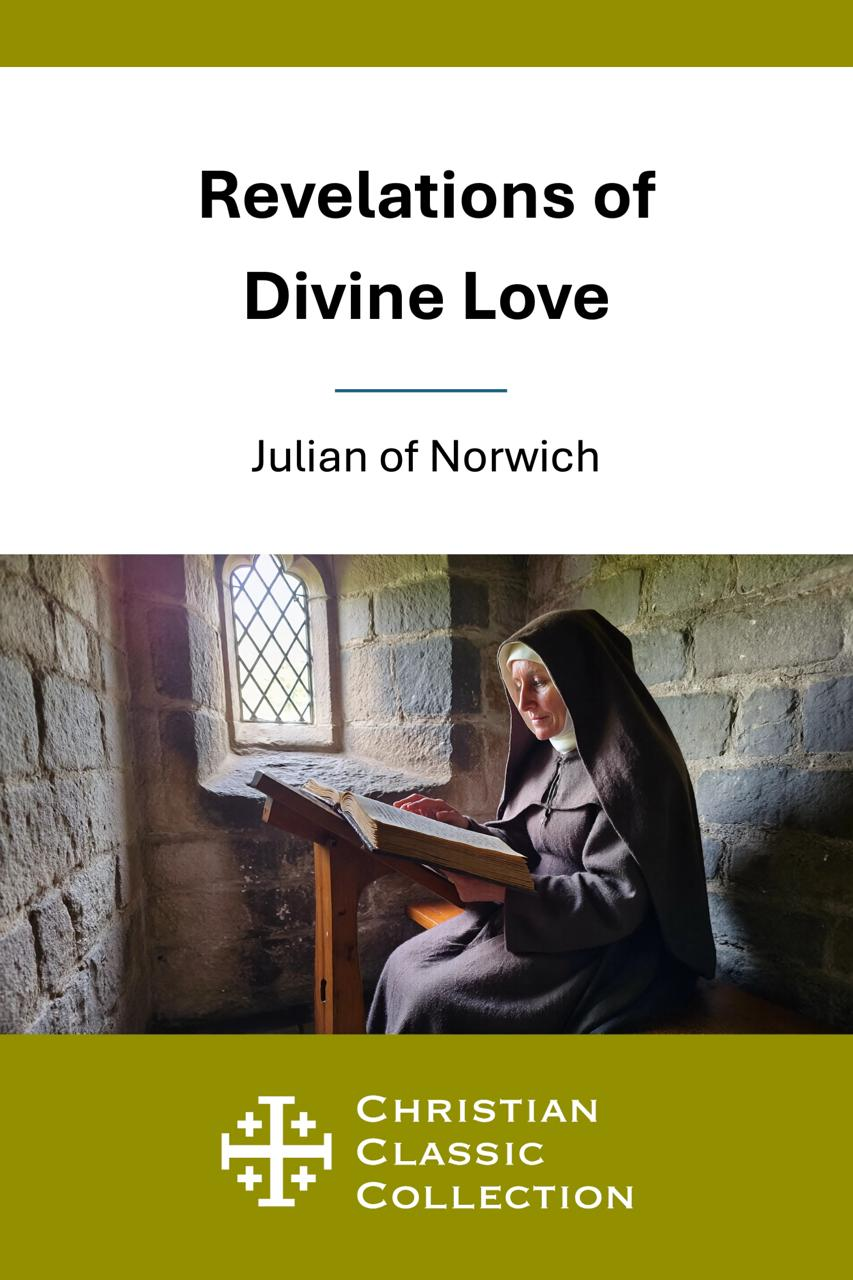 Revelations of
Divine Love
Julian of Norwich
CHRISTIAN
CLASSIC
COLLECTION